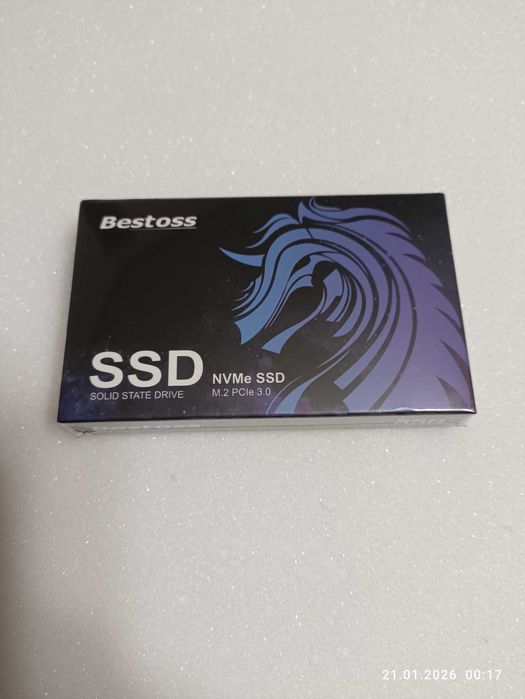 Bestoss
SSD NVMe SSD
SOLID STATE DRIVE M.2 PCIe 3.0
21.01.2026 00:17